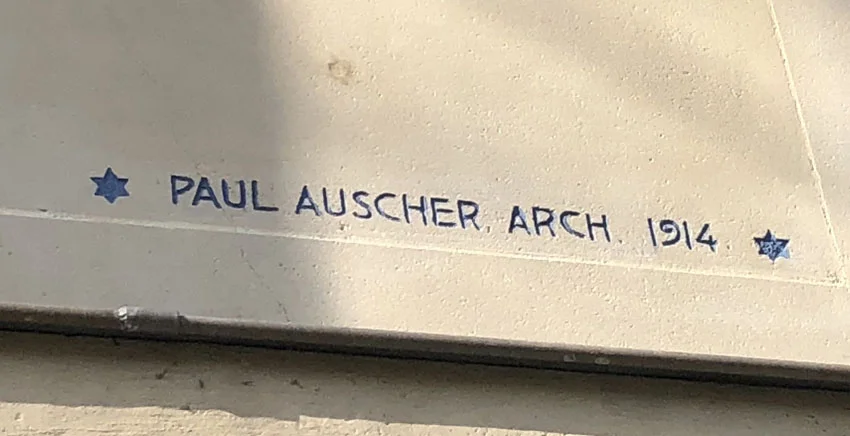 PAUL AUSCHER. ARCH. 1914.